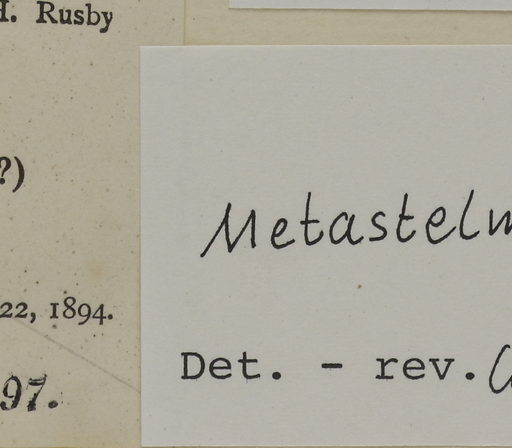 H. Rusby
?)
22, 1894.
97.
Metastelm
Det. - rev.